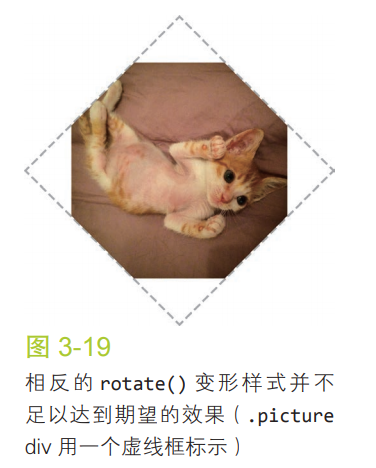 图 3-19
相反的 rotate() 变形样式并不
足以达到期望的效果（.picture
div 用一个虚线框标示）